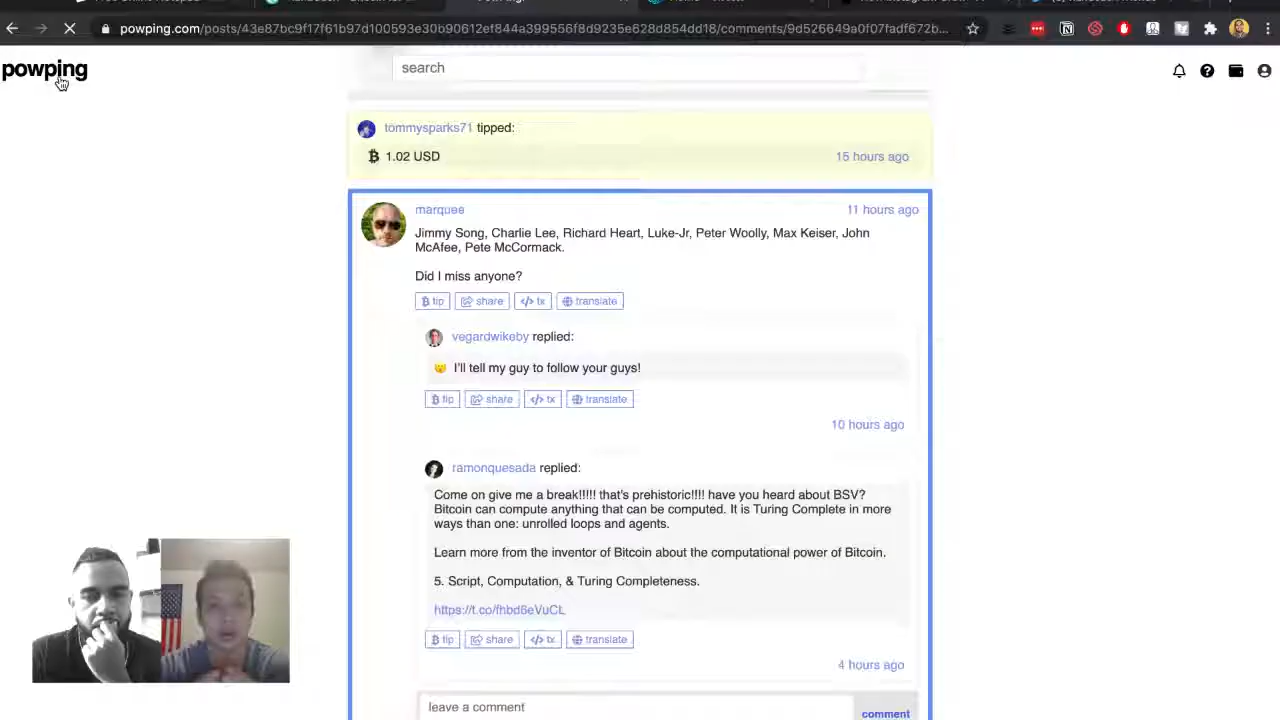 powping.com/posts/43e87bc9f17f61b97d100593e30b90612ef844a399556f8d9235e628d854dd18/comments/9d526649a0f07fadf672b...
powping
search
tommysparks71 tipped:
1.02 USD
15 hours ago
marquee
11 hours ago
Jimmy Song, Charlie Lee, Richard Heart, Luke-Jr, Peter Woolly, Max Keiser, John
McAfee, Pete McCormack.
Did I miss anyone?
tip share </> tx translate
vegardwikeby replied:
I'll tell my guy to follow your guys!
tip share </> tx translate
10 hours ago
ramonquesada replied:
Come on give me a break!!!!! that's prehistoric!!!! have you heard about BSV?
Bitcoin can compute anything that can be computed. It is Turing Complete in more
ways than one: unrolled loops and agents.
Learn more from the inventor of Bitcoin about the computational power of Bitcoin.
5. Script, Computation, & Turing Completeness.
https://t.co/fhbd6eVuCL
tip share </> tx translate
4 hours ago
leave a comment
comment